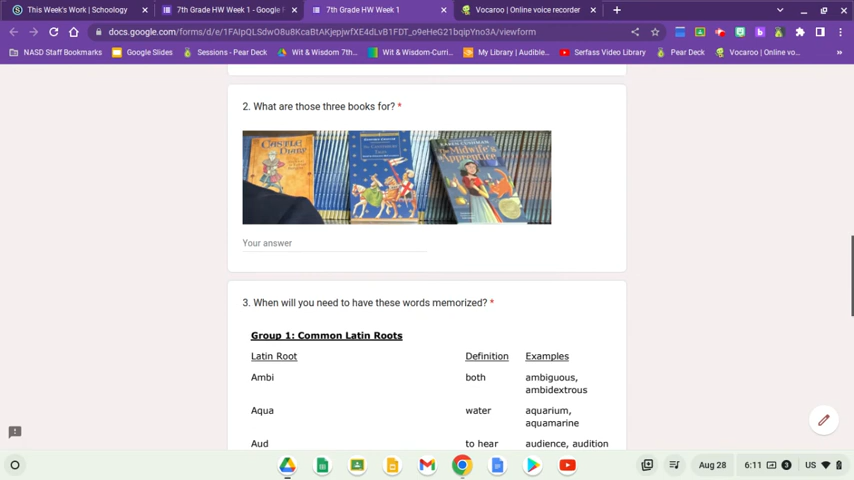 This Week's Work | Schoology
7th Grade HW Week 1 - Google F
7th Grade HW Week 1
Vocaroo | Online voice recorder
docs.google.com/forms/d/e/1FAIpQLSdwO8u8KcaBtAKjepjwfXE4dLvB1FDT_o9eHeG21bqipYno3A/viewform
NASD Staff Bookmarks
Google Slides
Sessions - Pear Deck
Wit & Wisdom 7th...
Wit & Wisdom-Curri...
My Library | Audible...
Serfass Video Library
Pear Deck
Vocaroo | Online vo...
»
2. What are those three books for? *
CASTLE
DIARY
The Midwife's
Apprentice
Your answer
3. When will you need to have these words memorized? *
Group 1: Common Latin Roots
Latin Root Definition Examples
Ambi both ambiguous,
ambidextrous
Aqua water aquarium,
aquamarine
Aud to hear audience, audition
Aug 28
6:11
3
US